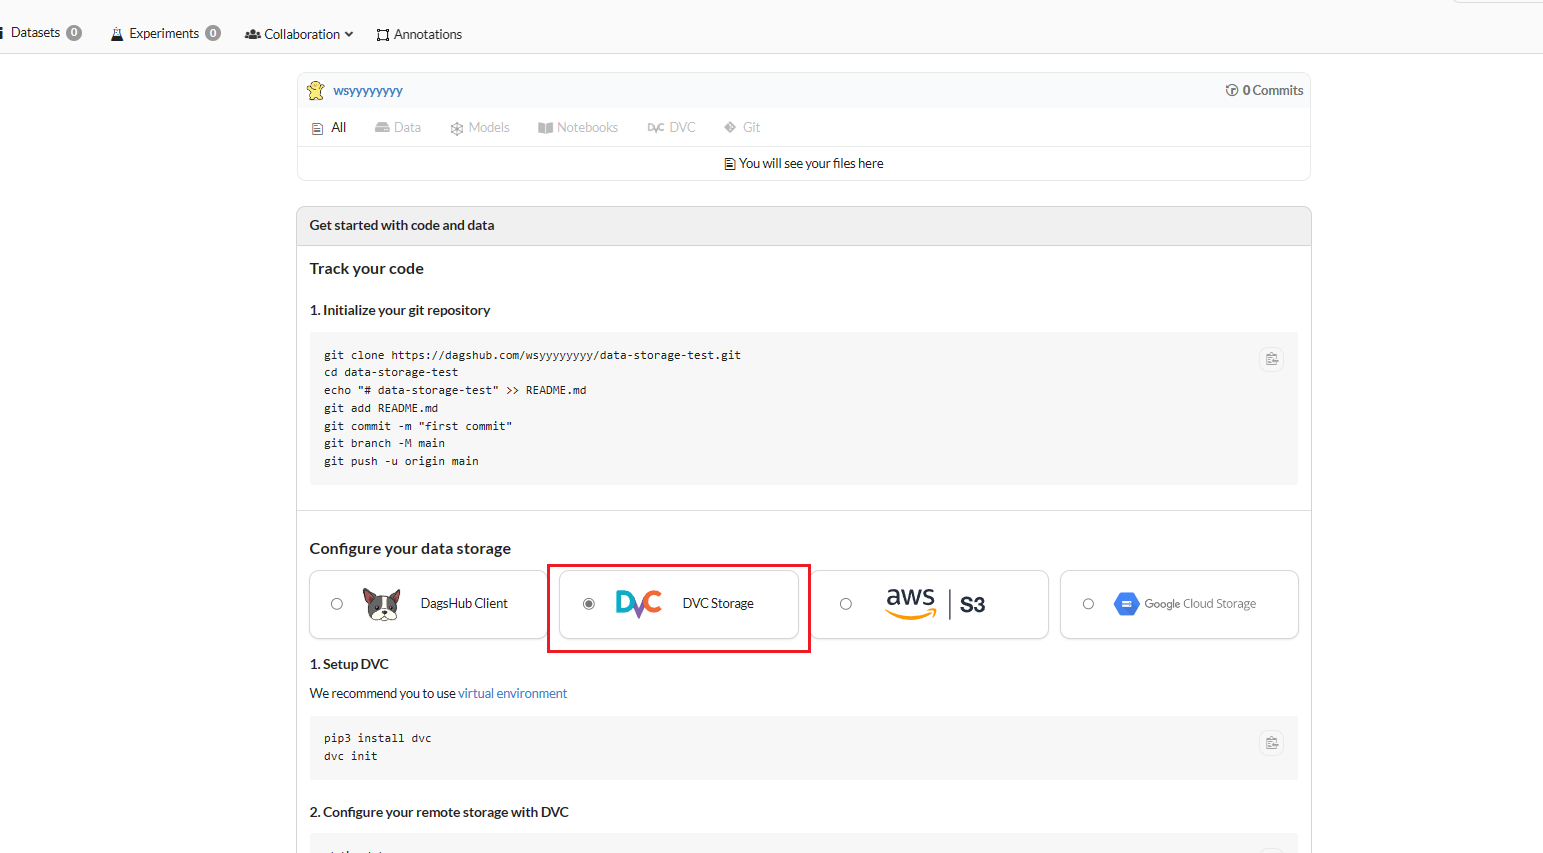 Datasets 0 Experiments 0 Collaboration Annotations
wsyyyyyyyy 0 Commits
All Data Models Notebooks DVC DVC Git
You will see your files here
Get started with code and data
Track your code
1. Initialize your git repository
git clone https://dagshub.com/wsyyyyyyyy/data-storage-test.git
cd data-storage-test
echo "# data-storage-test" >> README.md
git add README.md
git commit -m "first commit"
git branch -M main
git push -u origin main
Configure your data storage
DagsHub Client DVC DVC Storage aws S3 Google Cloud Storage
1. Setup DVC
We recommend you to use virtual environment
pip3 install dvc
dvc init
2. Configure your remote storage with DVC